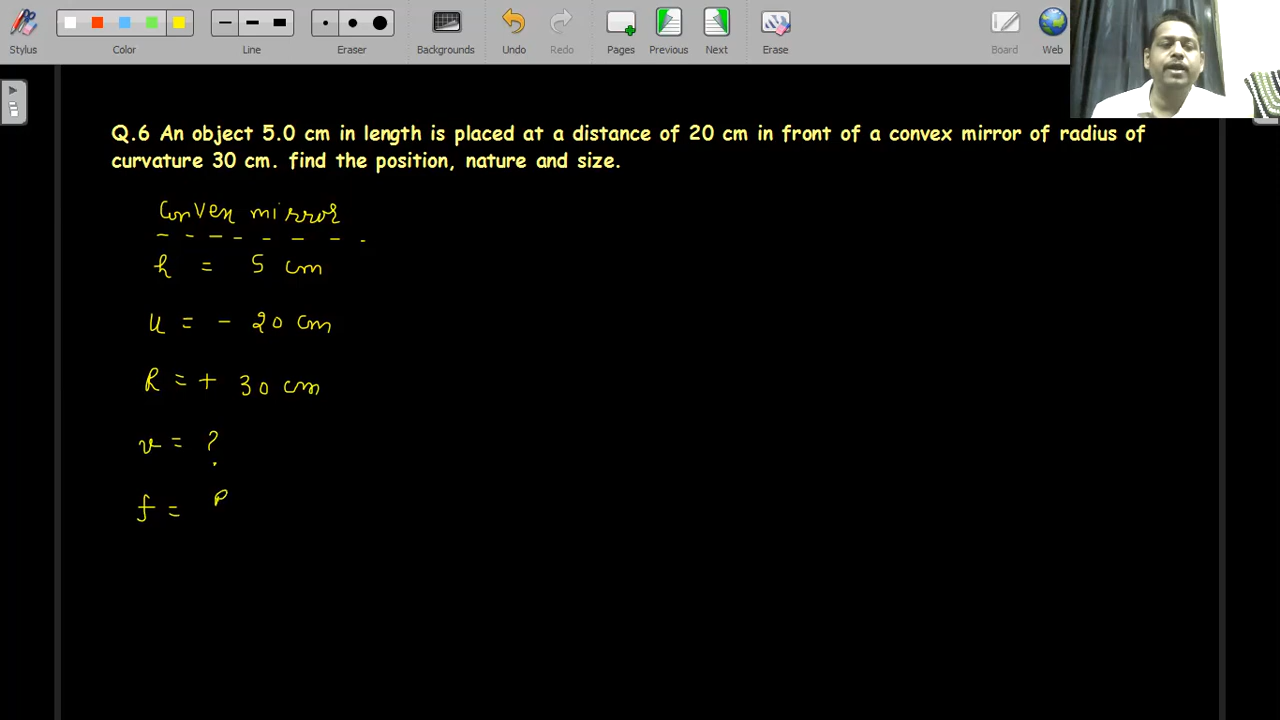 Stylus Color Line Eraser Backgrounds Undo Redo Pages Previous Next Erase Board Web
Q.6 An object 5.0 cm in length is placed at a distance of 20 cm in front of a convex mirror of radius of
curvature 30 cm. find the position, nature and size.
Convex mirror
h = 5 cm
u = - 20 cm
R = + 30 cm
v = ?
f =